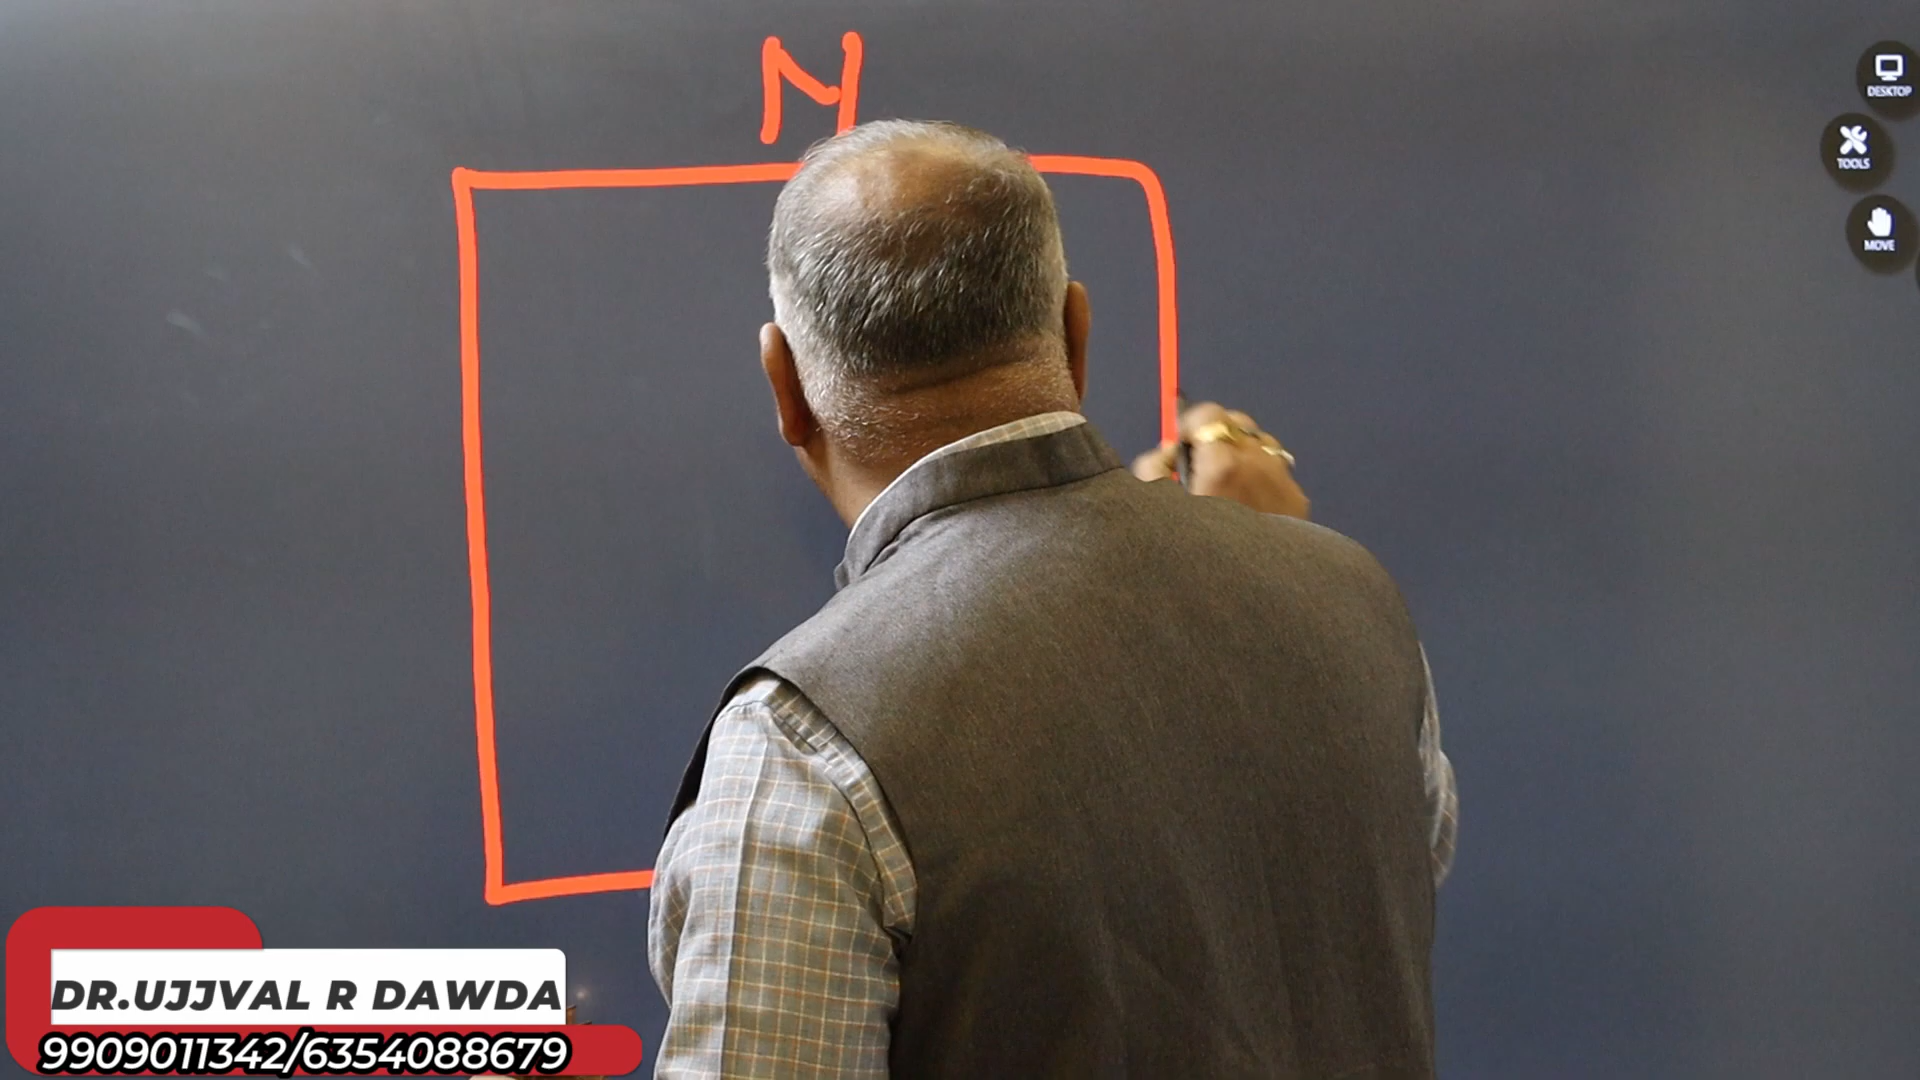 N
DESKTOP
TOOLS
MOVE
DR.UJJVAL R DAWDA
9909011342/6354088679